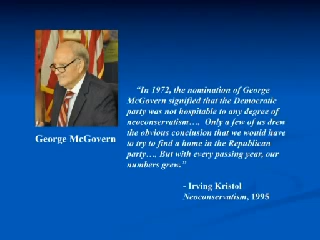 “In 1972, the nomination of George
McGovern signified that the Democratic
party was not hospitable to any degree of
neoconservatism….  Only a few of us drew
the obvious conclusion that we would have
to try to find a home in the Republican
party…. But with every passing year, our
numbers grew.”
- Irving Kristol
Neoconservatism, 1995
George McGovern